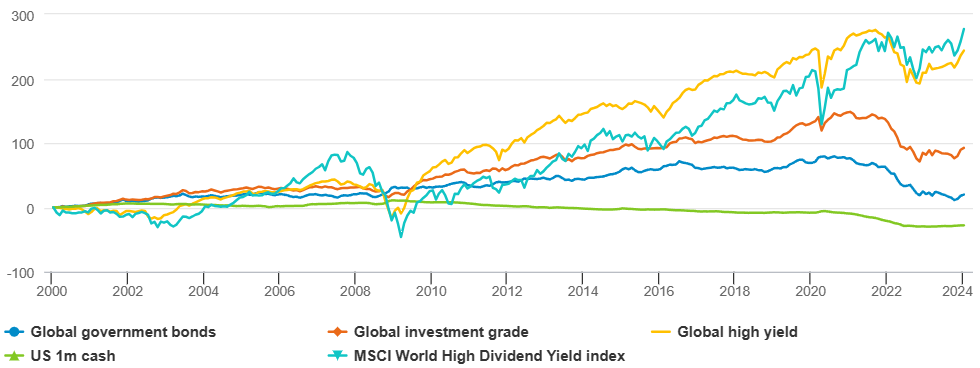 300
200
100
0
-100
2000 2002 2004 2006 2008 2010 2012 2014 2016 2018 2020 2022 2024
Global government bonds Global investment grade Global high yield
US 1m cash MSCI World High Dividend Yield index